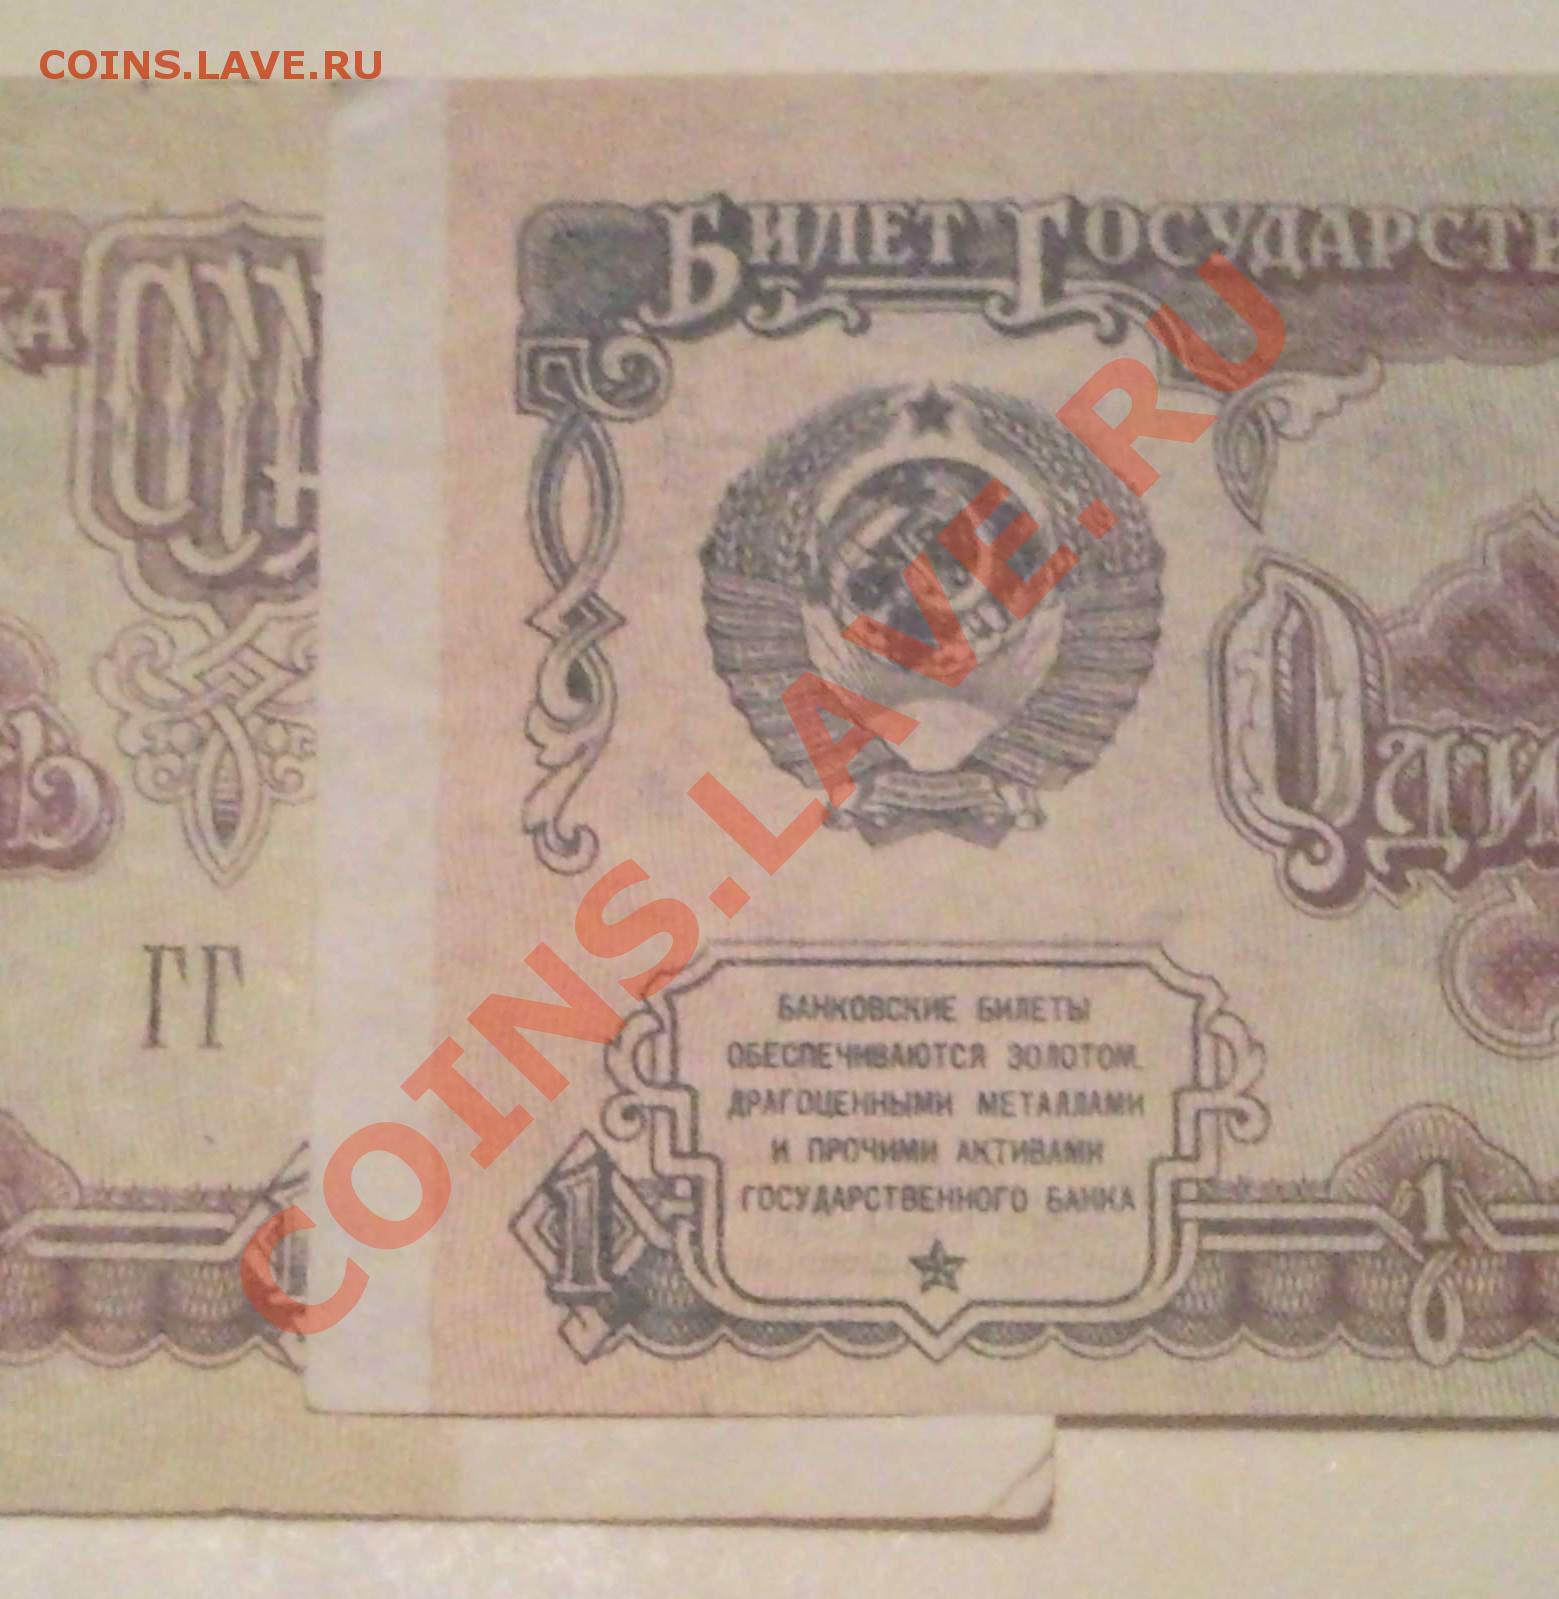 COINS.LAVE.RU
БИЛЕТ ГОСУДАРСТВ
ОДИ
ГГ
БАНКОВСКИЕ БИЛЕТЫ
ОБЕСПЕЧИВАЮТСЯ ЗОЛОТОМ,
ДРАГОЦЕННЫМИ МЕТАЛЛАМИ
И ПРОЧИМИ АКТИВАМИ
ГОСУДАРСТВЕННОГО БАНКА
1
1
COINS.LAVE.RU